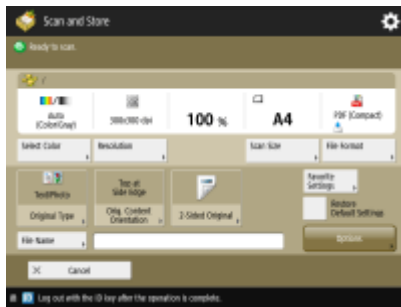 Scan and Store
Ready to scan.
/
Auto
(Color/Gray)
300x300 dpi
100 %
A4
PDF (Compact)
Select Color
Resolution
Scan Size
File Format
Text/Photo
Original Type
Top at
Side edge
Orig. Content
Orientation
2-Sided Original
Favorite
Settings
Restore
Default Settings
File Name
Options
Cancel
Log out with the ID key after the operation is complete.